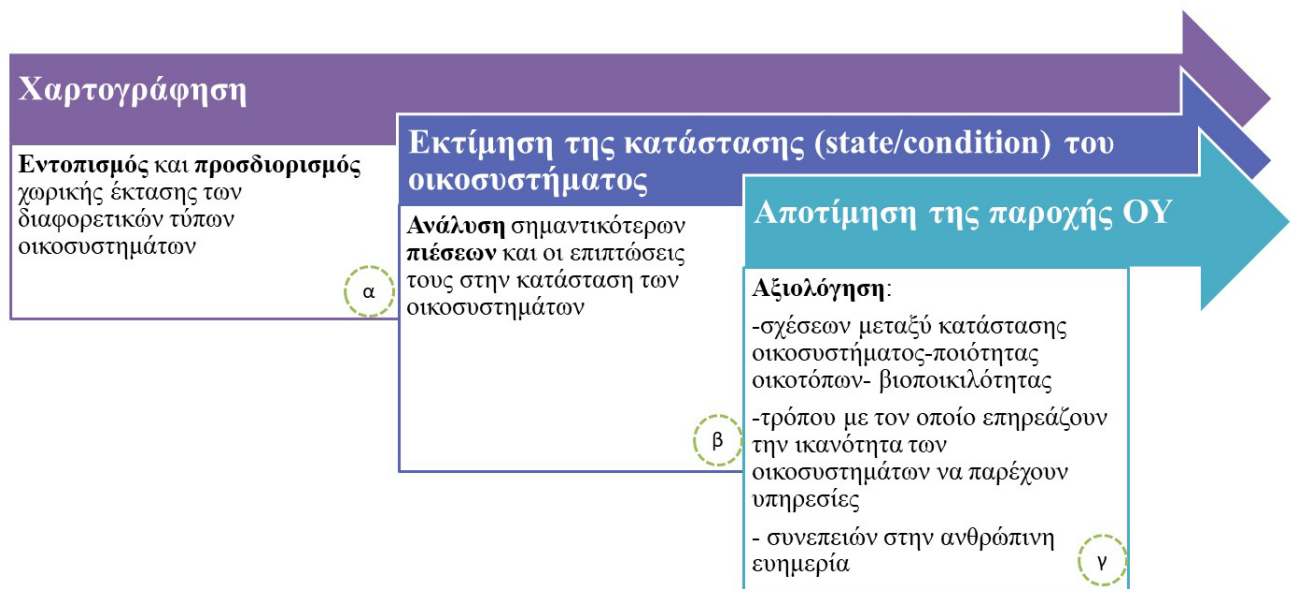 Χαρτογράφηση
Εντοπισμός και προσδιορισμός
χωρικής έκτασης των
διαφορετικών τύπων
οικοσυστημάτων
α
Εκτίμηση της κατάστασης (state/condition) του
οικοσυστήματος
Ανάλυση σημαντικότερων
πιέσεων και οι επιπτώσεις
τους στην κατάσταση των
οικοσυστημάτων
β
Αποτίμηση της παροχής ΟΥ
Αξιολόγηση:
-σχέσεων μεταξύ κατάστασης
οικοσυστήματος-ποιότητας
οικοτόπων- βιοποικιλότητας
-τρόπου με τον οποίο επηρεάζουν
την ικανότητα των
οικοσυστημάτων να παρέχουν
υπηρεσίες
- συνεπειών στην ανθρώπινη
ευημερία
γ